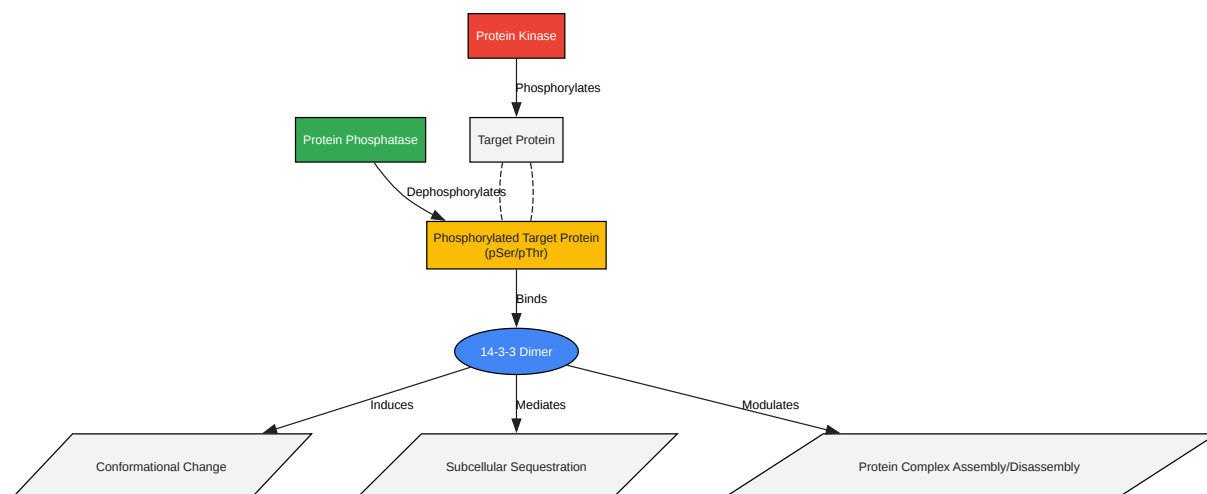 Protein Kinase
Phosphorylates
Protein Phosphatase
Target Protein
Dephosphorylates
Phosphorylated Target Protein
(pSer/pThr)
Binds
14-3-3 Dimer
Induces
Mediates
Modulates
Conformational Change
Subcellular Sequestration
Protein Complex Assembly/Disassembly